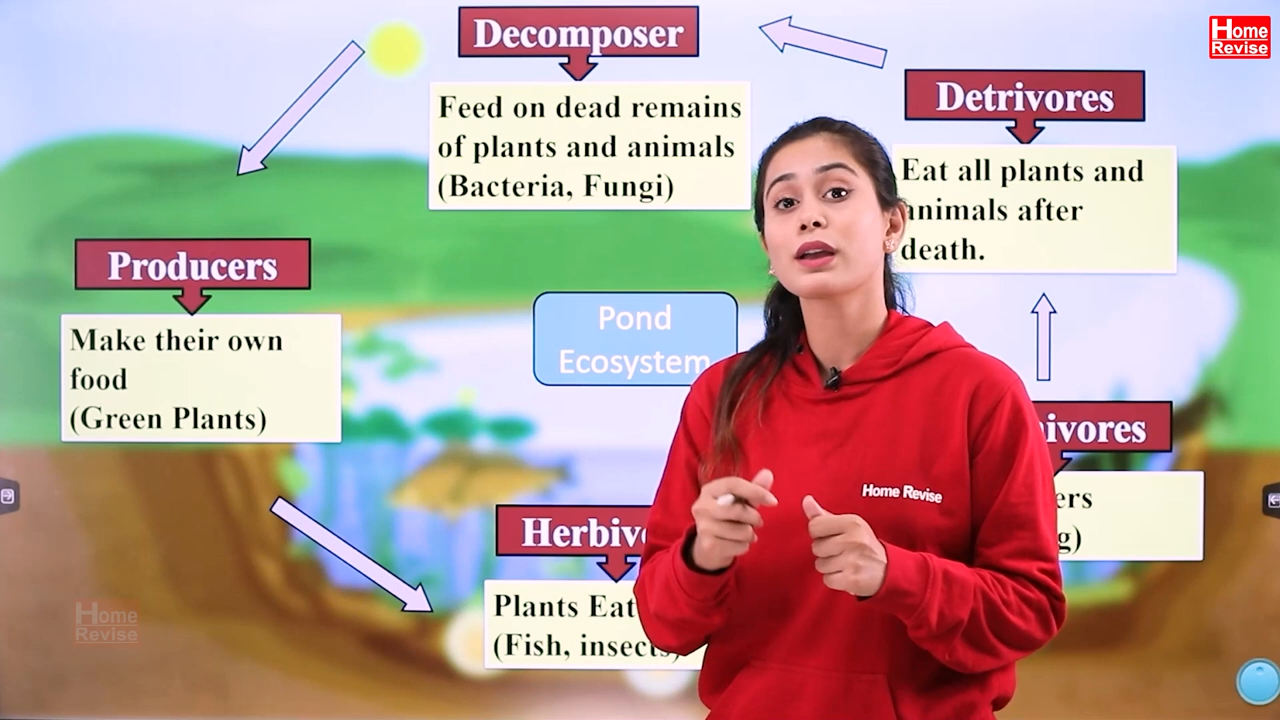 Decomposer
Feed on dead remains
of plants and animals
(Bacteria, Fungi)
Home
Revise
Detrivores
Eat all plants and
animals after
death.
Producers
Make their own
food
(Green Plants)
Pond
Ecosystem
Plants
(Fish, insects)
Home Revise
Home
Revise